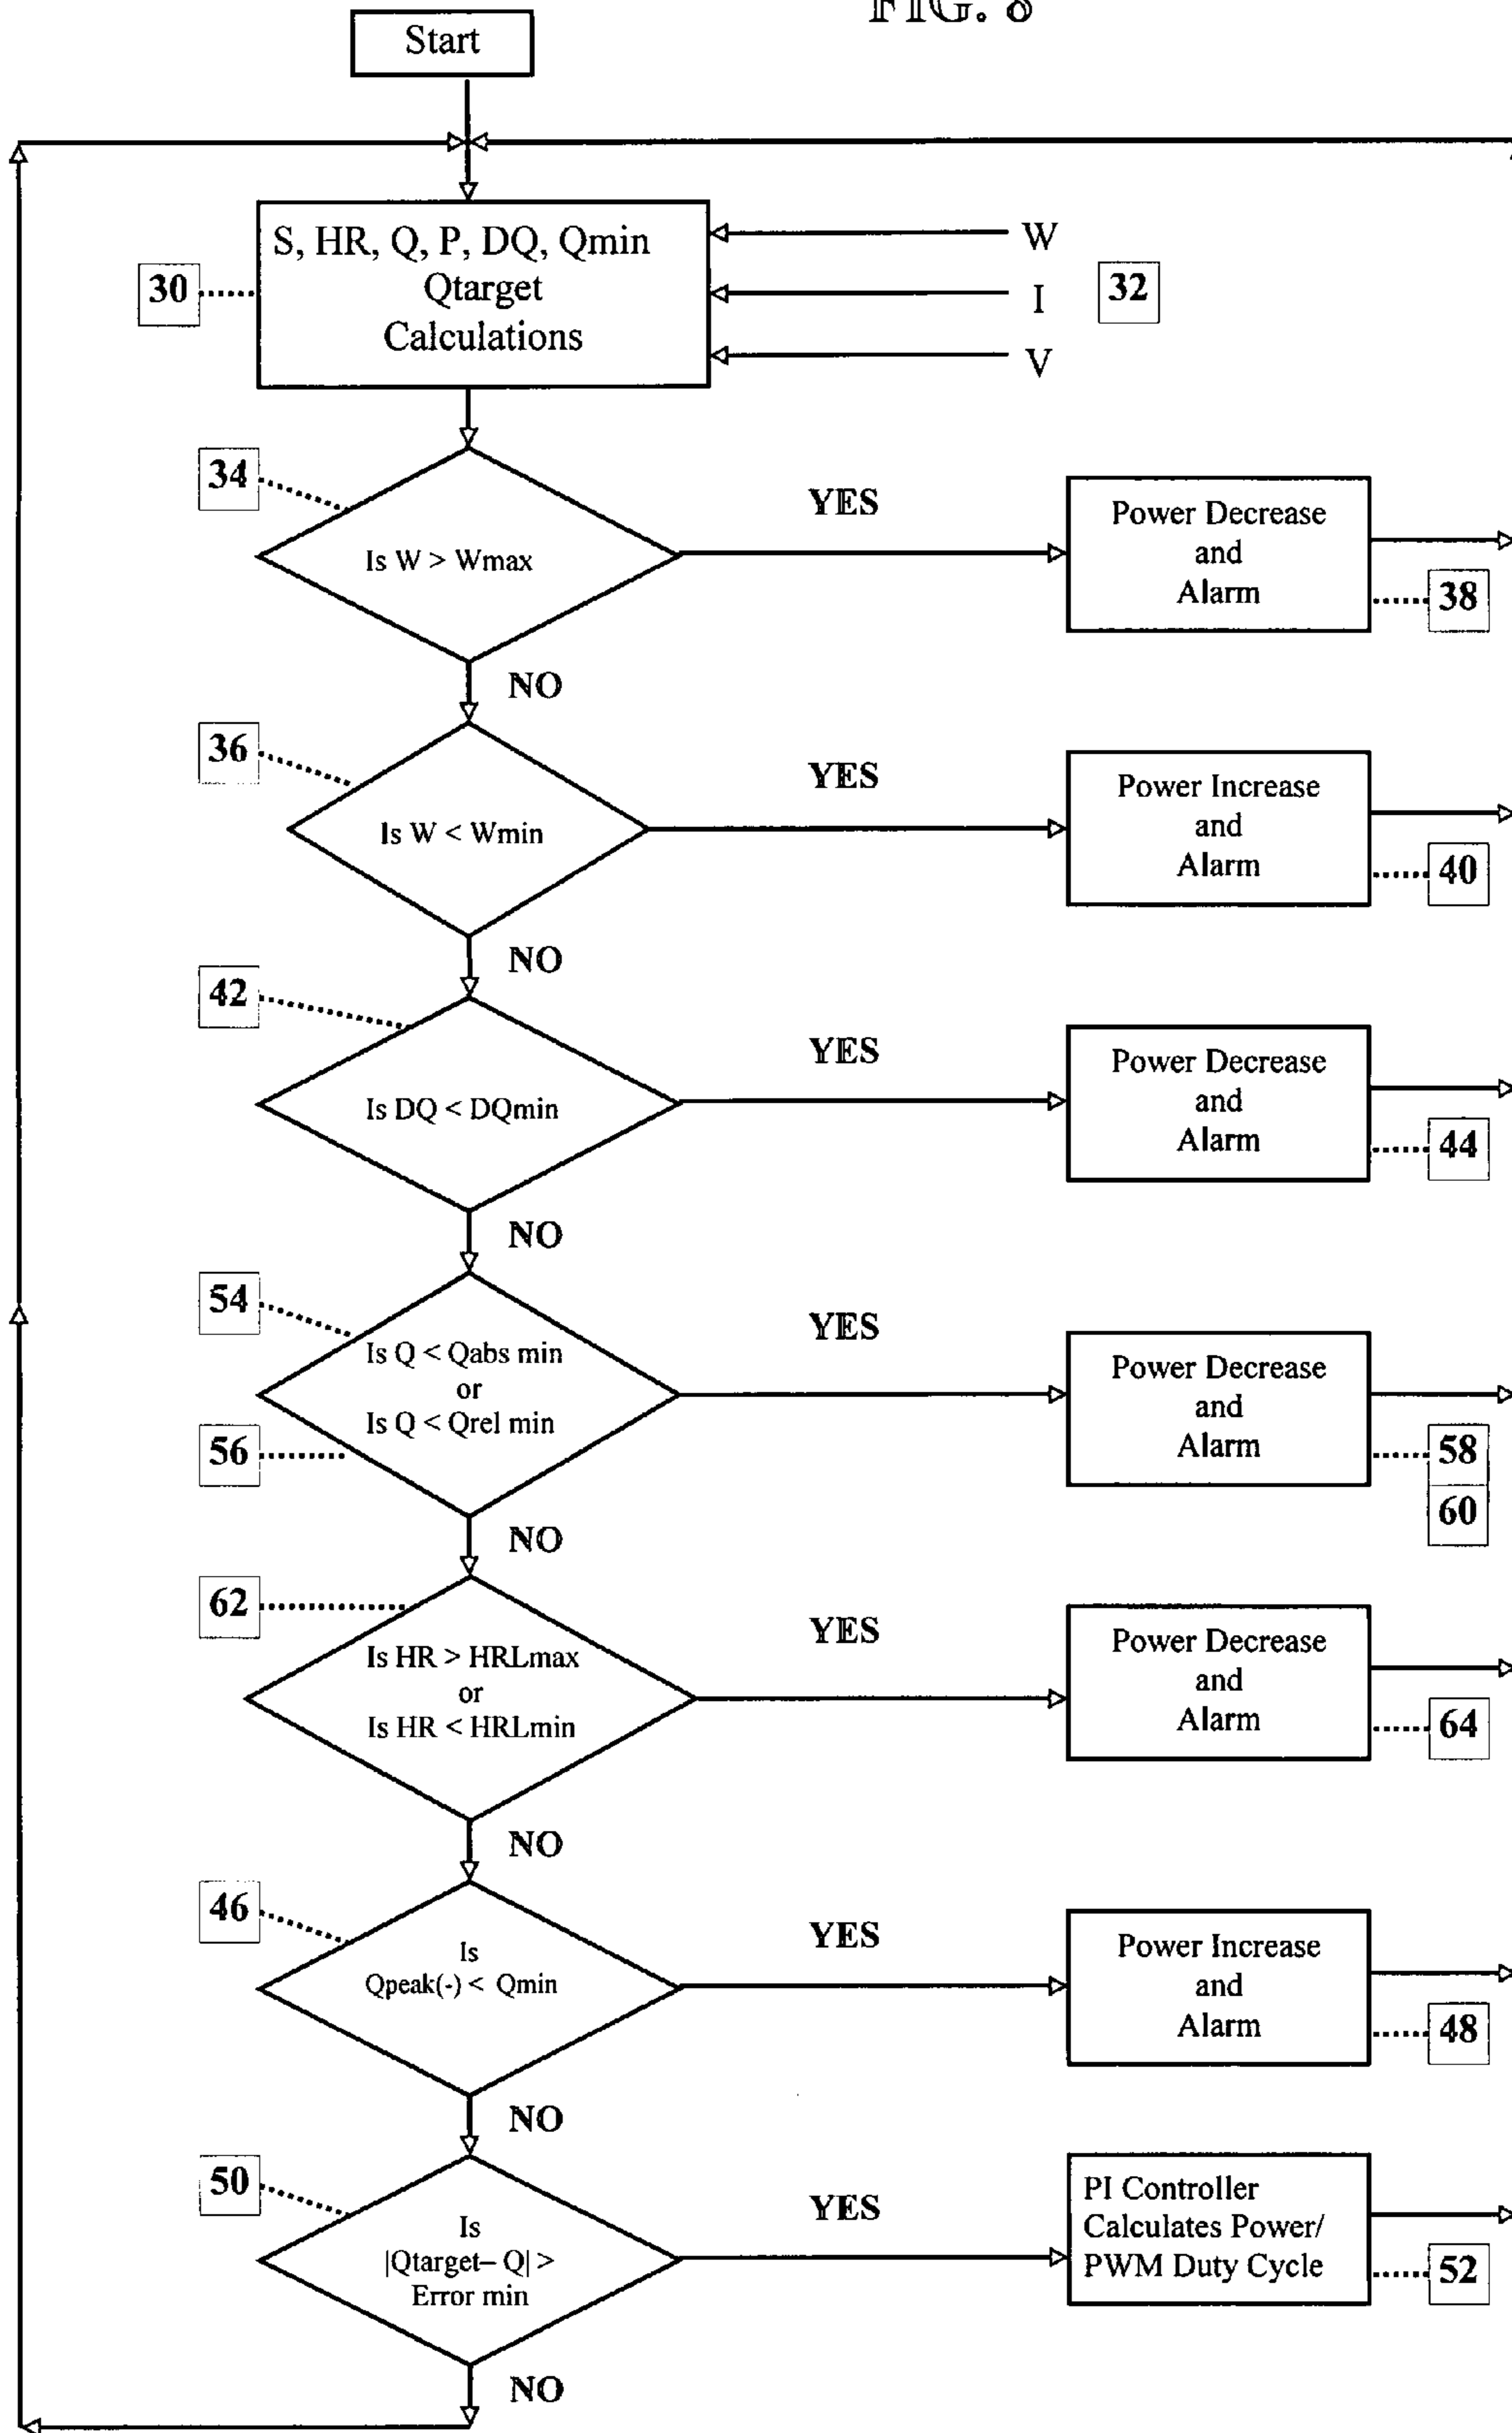 FIG. 8
Start
S, HR, Q, P, DQ, Qmin
Qtarget
Calculations
30
W
I
V
32
34
Is W > Wmax
YES
Power Decrease
and
Alarm
38
NO
36
Is W < Wmin
YES
Power Increase
and
Alarm
40
NO
42
Is DQ < DQmin
YES
Power Decrease
and
Alarm
44
NO
54
Is Q < Qabs min
or
Is Q < Qrel min
56
YES
Power Decrease
and
Alarm
58
60
NO
62
Is HR > HRLmax
or
Is HR < HRLmin
YES
Power Decrease
and
Alarm
64
NO
46
Is
Qpeak(-) < Qmin
YES
Power Increase
and
Alarm
48
NO
50
Is
|Qtarget– Q| >
Error min
YES
PI Controller
Calculates Power/
PWM Duty Cycle
52
NO